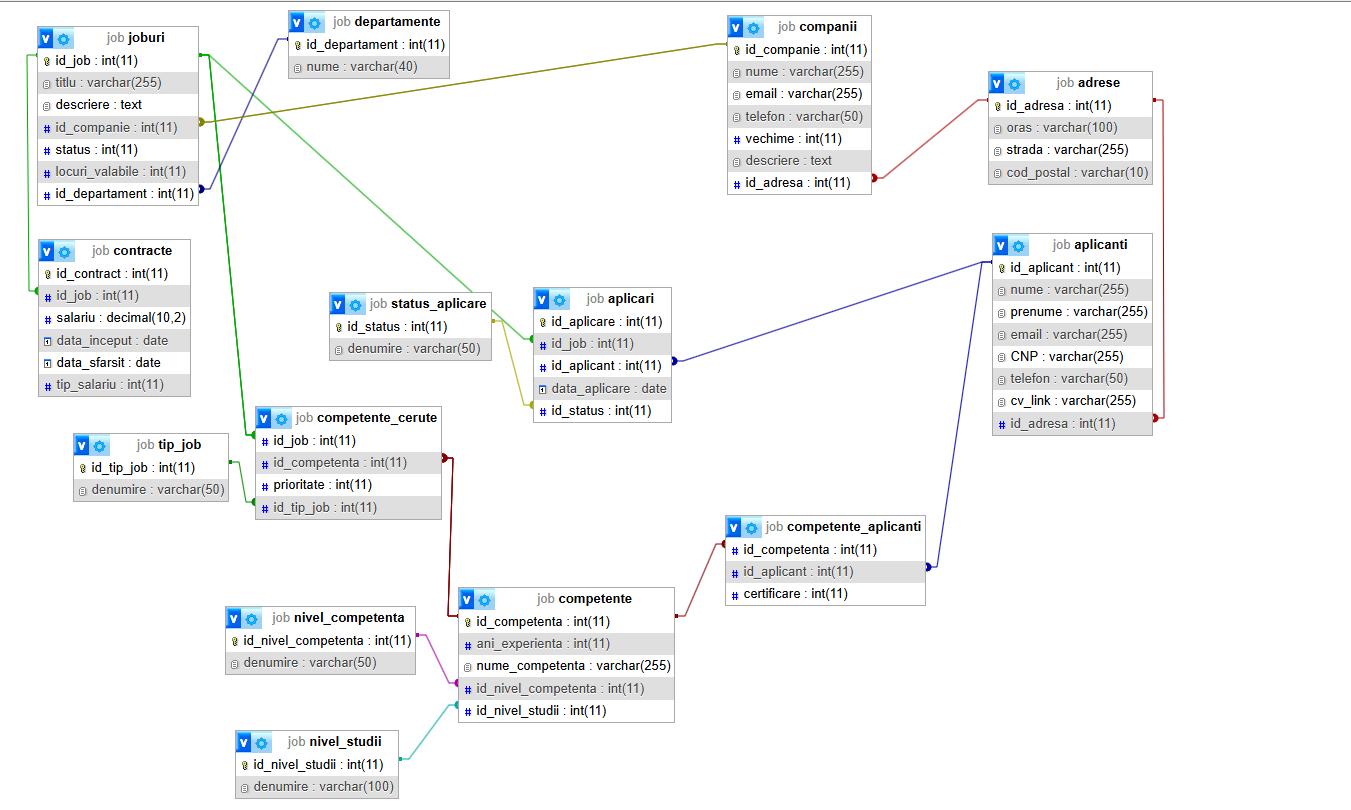 job departamente
id_departament : int(11)
nume : varchar(40)
job joburi
id_job : int(11)
titlu : varchar(255)
descriere : text
id_companie : int(11)
status : int(11)
locuri_valabile : int(11)
id_departament : int(11)
job companii
id_companie : int(11)
nume : varchar(255)
email : varchar(255)
telefon : varchar(50)
vechime : int(11)
descriere : text
id_adresa : int(11)
job adrese
id_adresa : int(11)
oras : varchar(100)
strada : varchar(255)
cod_postal : varchar(10)
job contracte
id_contract : int(11)
id_job : int(11)
salariu : decimal(10,2)
data_inceput : date
data_sfarsit : date
tip_salariu : int(11)
job status_aplicare
id_status : int(11)
denumire : varchar(50)
job aplicari
id_aplicare : int(11)
id_job : int(11)
id_aplicant : int(11)
data_aplicare : date
id_status : int(11)
job aplicanti
id_aplicant : int(11)
nume : varchar(255)
prenume : varchar(255)
email : varchar(255)
CNP : varchar(255)
telefon : varchar(50)
cv_link : varchar(255)
id_adresa : int(11)
job tip_job
id_tip_job : int(11)
denumire : varchar(50)
job competente_cerute
id_job : int(11)
id_competenta : int(11)
prioritate : int(11)
id_tip_job : int(11)
job competente_aplicanti
id_competenta : int(11)
id_aplicant : int(11)
certificare : int(11)
job nivel_competenta
id_nivel_competenta : int(11)
denumire : varchar(50)
job competente
id_competenta : int(11)
ani_experienta : int(11)
nume_competenta : varchar(255)
id_nivel_competenta : int(11)
id_nivel_studii : int(11)
job nivel_studii
id_nivel_studii : int(11)
denumire : varchar(100)